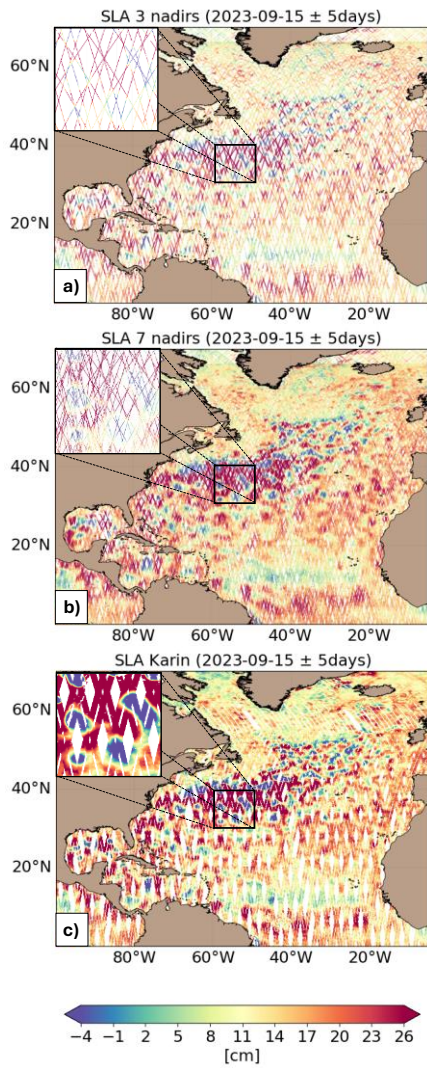 SLA 3 nadirs (2023-09-15 ± 5days)
60°N
40°N
20°N
a)
80°W 60°W 40°W 20°W
SLA 7 nadirs (2023-09-15 ± 5days)
60°N
40°N
20°N
b)
80°W 60°W 40°W 20°W
SLA Karin (2023-09-15 ± 5days)
60°N
40°N
20°N
c)
80°W 60°W 40°W 20°W
−4 −1 2 5 8 11 14 17 20 23 26
[cm]